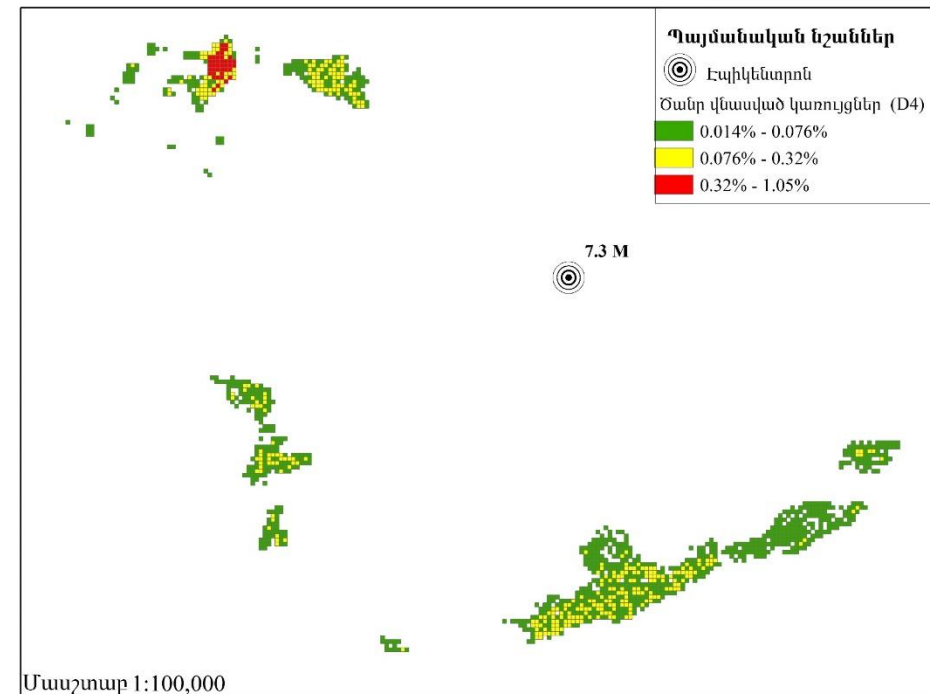 Պայմանական նշաններ
Էպիկենտրոն
Ծանր վնասված կառույցներ (D4)
0.014% - 0.076%
0.076% - 0.32%
0.32% - 1.05%
7.3 M
Մասշտաբ 1:100,000